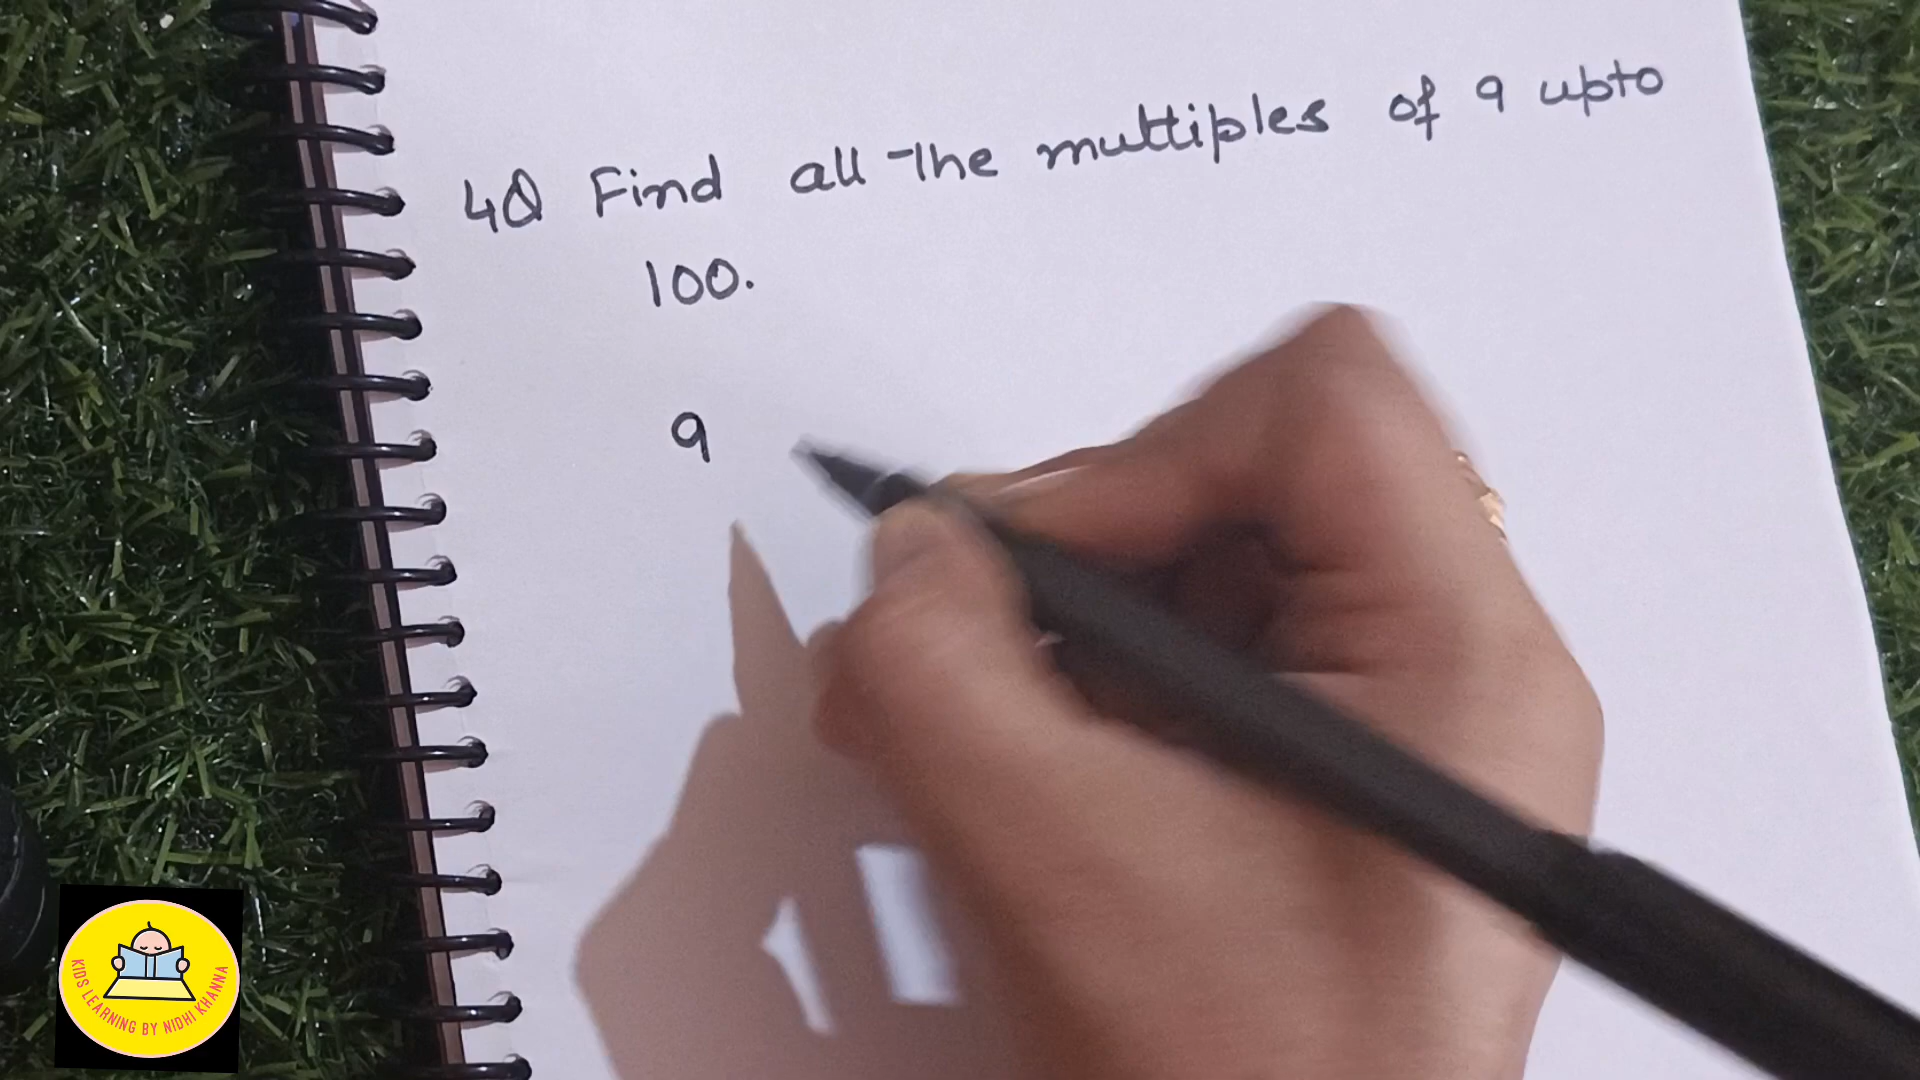 4Q Find all the multiples of 9 upto
100.
9
KIDS LEARNING BY NIDHI KHANNA